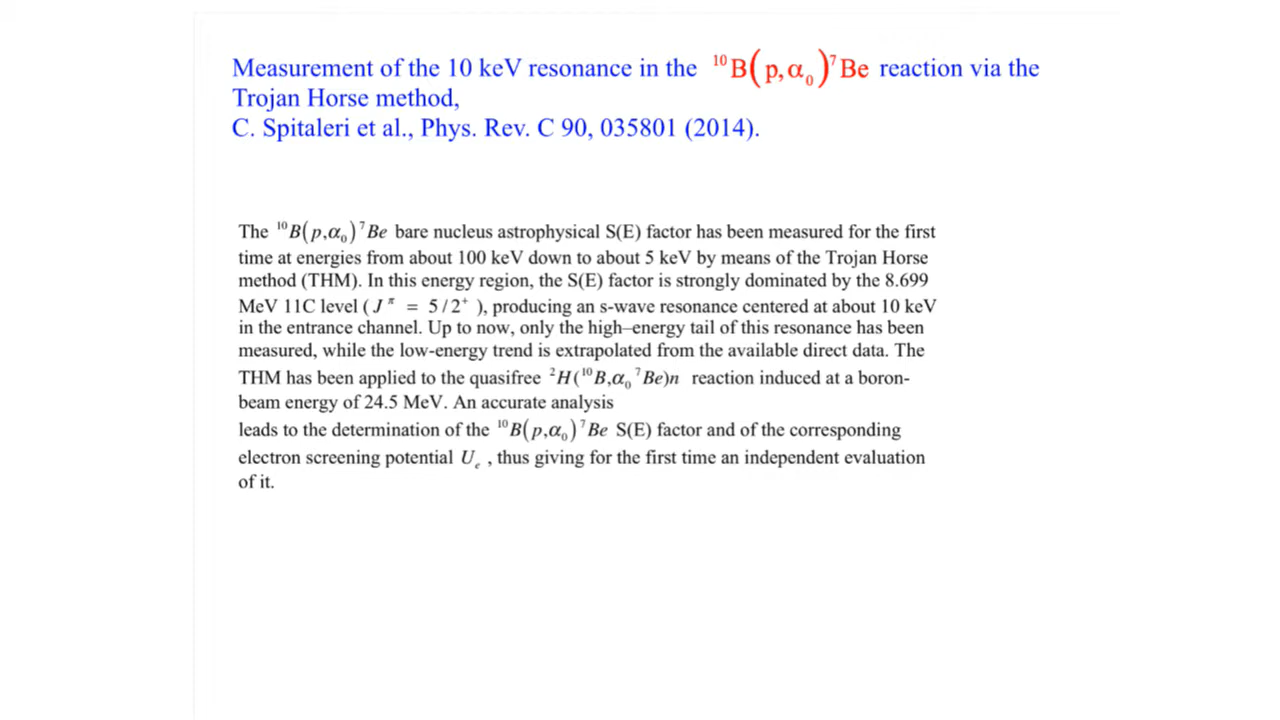 Measurement of the 10 keV resonance in the ¹⁰B(p,α₀)⁷Be reaction via the
Trojan Horse method,
C. Spitaleri et al., Phys. Rev. C 90, 035801 (2014).
The ¹⁰B(p,α₀)⁷Be bare nucleus astrophysical S(E) factor has been measured for the first
time at energies from about 100 keV down to about 5 keV by means of the Trojan Horse
method (THM). In this energy region, the S(E) factor is strongly dominated by the 8.699
MeV 11C level ( J^π = 5/2⁺ ), producing an s-wave resonance centered at about 10 keV
in the entrance channel. Up to now, only the high–energy tail of this resonance has been
measured, while the low-energy trend is extrapolated from the available direct data. The
THM has been applied to the quasifree ²H(¹⁰B,α₀⁷Be)n reaction induced at a boron-
beam energy of 24.5 MeV. An accurate analysis
leads to the determination of the ¹⁰B(p,α₀)⁷Be S(E) factor and of the corresponding
electron screening potential Uₑ , thus giving for the first time an independent evaluation
of it.